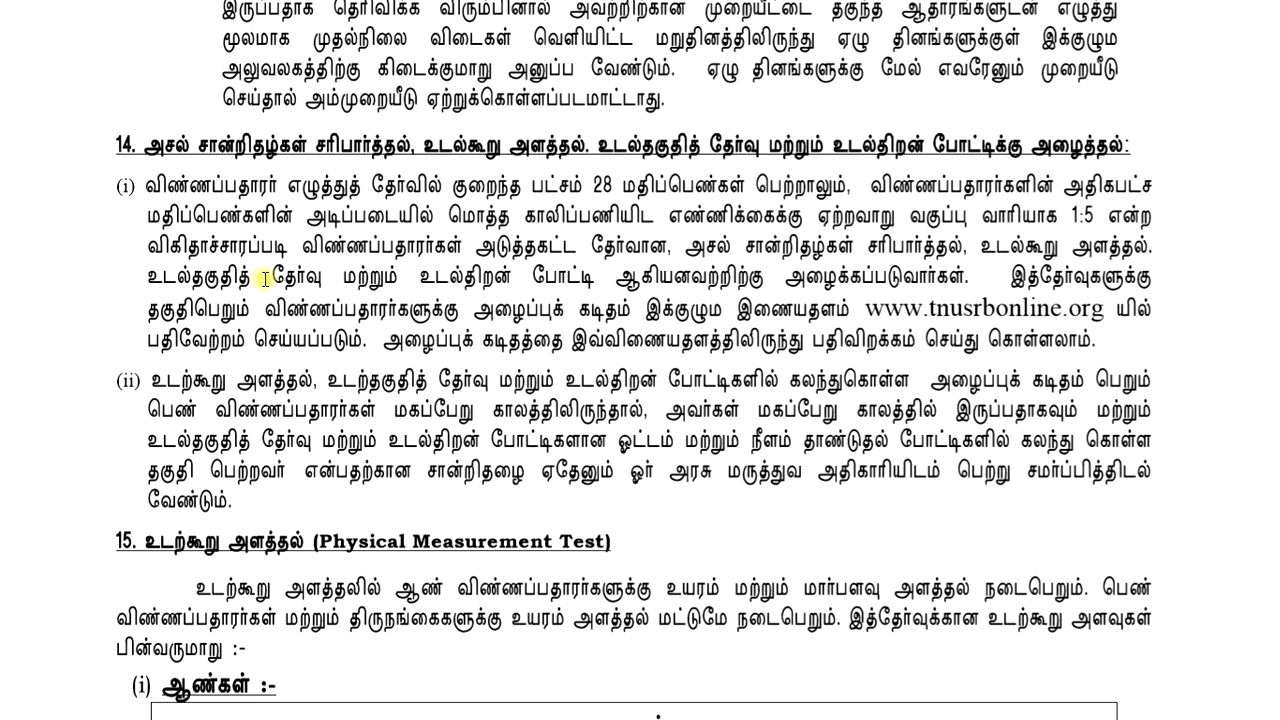 இருப்பதாக தெரிவிக்க விரும்பினால் அவற்றிற்கான முறையீட்டை தகுந்த ஆதாரங்களுடன் எழுத்து
மூலமாக முதல்நிலை விடைகள் வெளியிட்ட மறுதினத்திலிருந்து ஏழு தினங்களுக்குள் இக்குழும
அலுவலகத்திற்கு கிடைக்குமாறு அனுப்ப வேண்டும். ஏழு தினங்களுக்கு மேல் எவரேனும் முறையீடு
செய்தால் அம்முறையீடு ஏற்றுக்கொள்ளப்படமாட்டாது.
14. அசல் சான்றிதழ்கள் சரிபார்த்தல், உடல்கூறு அளத்தல். உடல்தகுதித் தேர்வு மற்றும் உடல்திறன் போட்டிக்கு அழைத்தல்:
(i) விண்ணப்பதாரர் எழுத்துத் தேர்வில் குறைந்த பட்சம் 28 மதிப்பெண்கள் பெற்றாலும், விண்ணப்பதாரர்களின் அதிகபட்ச
மதிப்பெண்களின் அடிப்படையில் மொத்த காலிப்பணியிட எண்ணிக்கைக்கு ஏற்றவாறு வகுப்பு வாரியாக 1:5 என்ற
விகிதாச்சாரப்படி விண்ணப்பதாரர்கள் அடுத்தகட்ட தேர்வான, அசல் சான்றிதழ்கள் சரிபார்த்தல், உடல்கூறு அளத்தல்.
உடல்தகுதித் தேர்வு மற்றும் உடல்திறன் போட்டி ஆகியனவற்றிற்கு அழைக்கப்படுவார்கள். இத்தேர்வுகளுக்கு
தகுதிபெறும் விண்ணப்பதாரர்களுக்கு அழைப்புக் கடிதம் இக்குழும இணையதளம் www.tnusrbonline.org யில்
பதிவேற்றம் செய்யப்படும். அழைப்புக் கடிதத்தை இவ்விணையதளத்திலிருந்து பதிவிறக்கம் செய்து கொள்ளலாம்.
(ii) உடற்கூறு அளத்தல், உடற்தகுதித் தேர்வு மற்றும் உடல்திறன் போட்டிகளில் கலந்துகொள்ள அழைப்புக் கடிதம் பெறும்
பெண் விண்ணப்பதாரர்கள் மகப்பேறு காலத்திலிருந்தால், அவர்கள் மகப்பேறு காலத்தில் இருப்பதாகவும் மற்றும்
உடல்தகுதித் தேர்வு மற்றும் உடல்திறன் போட்டிகளான ஓட்டம் மற்றும் நீளம் தாண்டுதல் போட்டிகளில் கலந்து கொள்ள
தகுதி பெற்றவர் என்பதற்கான சான்றிதழை ஏதேனும் ஓர் அரசு மருத்துவ அதிகாரியிடம் பெற்று சமர்ப்பித்திடல்
வேண்டும்.
15. உடற்கூறு அளத்தல் (Physical Measurement Test)
உடற்கூறு அளத்தலில் ஆண் விண்ணப்பதாரர்களுக்கு உயரம் மற்றும் மார்பளவு அளத்தல் நடைபெறும். பெண்
விண்ணப்பதாரர்கள் மற்றும் திருநங்கைகளுக்கு உயரம் அளத்தல் மட்டுமே நடைபெறும். இத்தேர்வுக்கான உடற்கூறு அளவுகள்
பின்வருமாறு :-
(i) ஆண்கள் :-